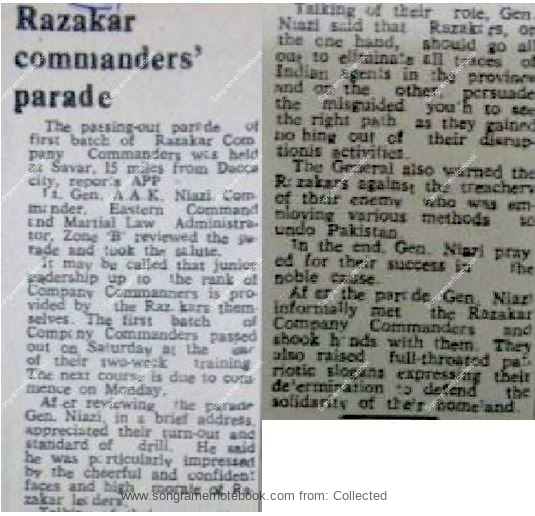 Razakar
commanders'
parade
The passing-out parade of
first batch of Razakar Com
pany Commanders was held
at Savar, 15 miles from Dacca
city, reports APP
Lt. Gen. A A K. Niazi Com
mander, Eastern Command
and Martial Law Administra-
tor, Zone 'B' reviewed the pa-
rade and took the salute.
It may be called that junior
leadership up to the rank of
Company Commanners is pro-
vided by the Razakars them-
selves. The first batch of
Company Commanders passed
out on Saturday at the
of their two-week training
The next course is due to com-
mence on Monday.
After reviewing the parade
Gen. Niazi, in a brief address,
appreciated their turn-out and
standard of drill. He said
he was particularly impressed
by the cheerful and confident
faces and high morale of Ra-
zakar leaders.
Talking of their role, Gen.
Niazi said that Razakars, on
the one hand, should go all
out to eliminate all traces of
Indian agents in the province
and on the other, persuade
the misguided youth to see
the right path as they gained
nothing out of their disrup-
tionis activities.
The General also warned the
Razakars against the treachery
of their enemy who was em-
ploying various methods to
undo Pakistan.
In the end, Gen. Niazi pray
ed for their success in the
noble cause.
After the parade Gen. Niazi
informally met the Razakar
Company Commanders and
shook hands with them. They
also raised full-throated pat-
riotic slogans expressing their
determination to defend the
solidarity of their homeland.
www.songramernotebook.com from: Collected